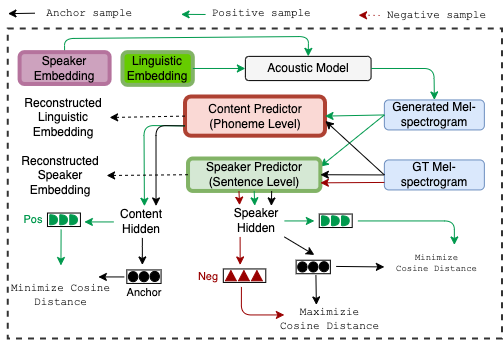 Anchor sample
Positive sample
Negative sample
Speaker
Embedding
Linguistic
Embedding
Acoustic Model
Reconstructed
Linguistic
Embedding
Content Predictor
(Phoneme Level)
Generated Mel-
spectrogram
Reconstructed
Speaker
Embedding
Speaker Predictor
(Sentence Level)
GT Mel-
spectrogram
Pos
Content
Hidden
Speaker
Hidden
Minimize
Cosine Distance
Neg
Anchor
Minimize Cosine
Distance
Maximizie
Cosine Distance